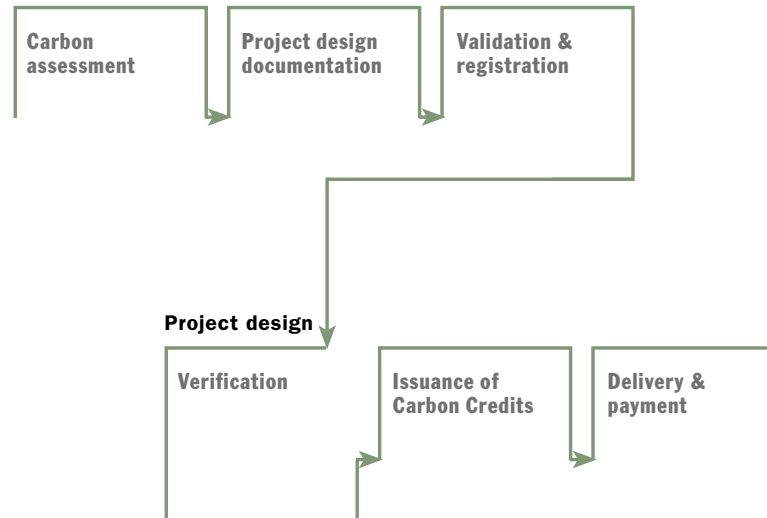 Carbon
assessment
Project design
documentation
Validation &
registration
Project design
Verification
Issuance of
Carbon Credits
Delivery &
payment